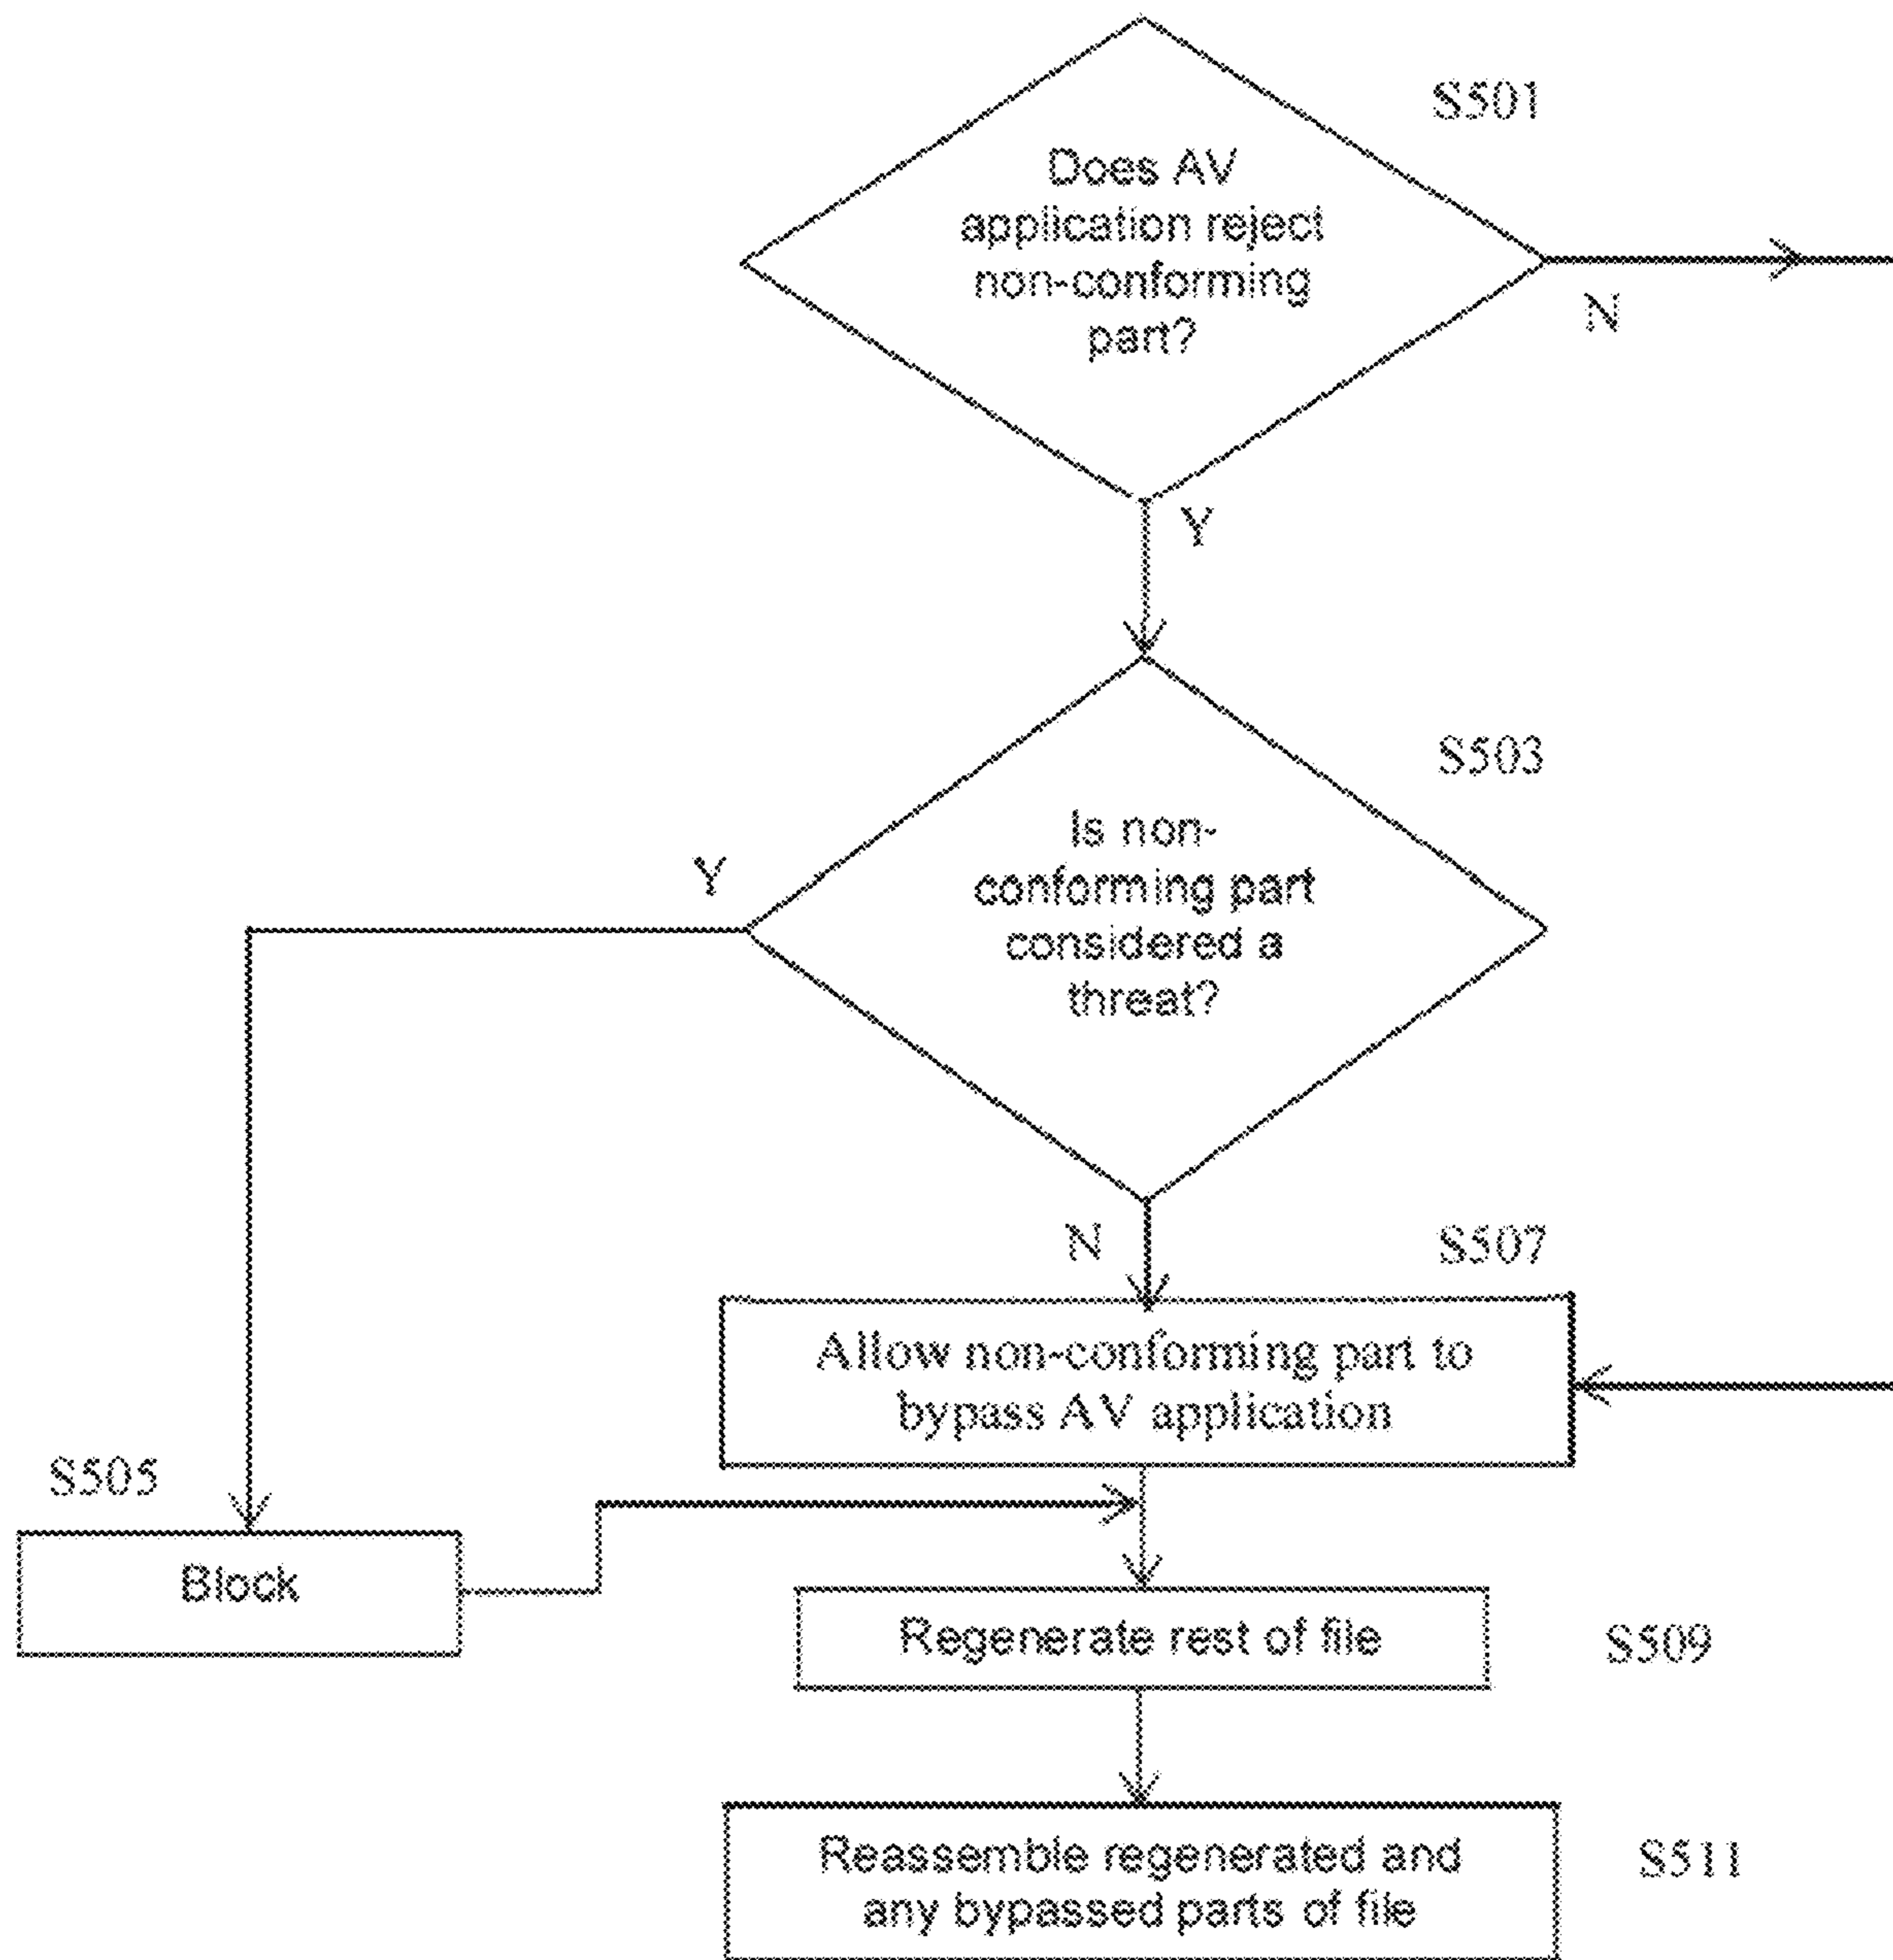 S501
Does AV
application reject
non-conforming
part?
N
Y
S503
Is non-
conforming part
considered a
threat?
Y
N
S507
Allow non-conforming part to
bypass AV application
S505
Block
Regenerate rest of file
S509
Reassemble regenerated and
any bypassed parts of file
S511